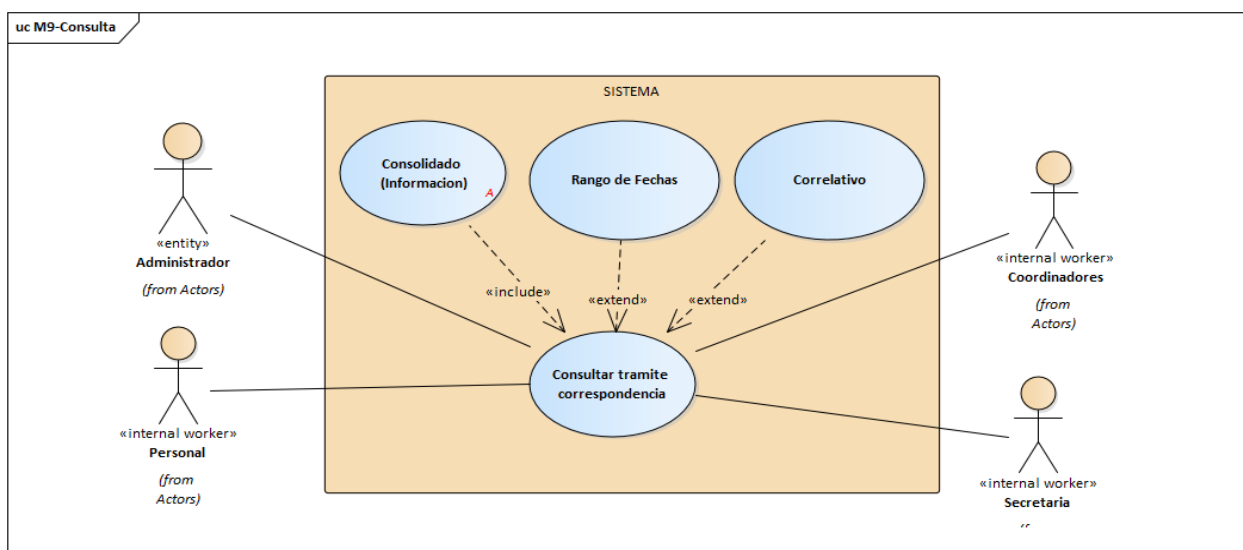 uc M9-Consulta
SISTEMA
Consolidado
(Informacion)
A
Rango de Fechas
Correlativo
«entity»
Administrador
(from Actors)
«internal worker»
Coordinadores
(from
Actors)
«include»
«extend»
«extend»
Consultar tramite
correspondencia
«internal worker»
Personal
(from
Actors)
«internal worker»
Secretaria